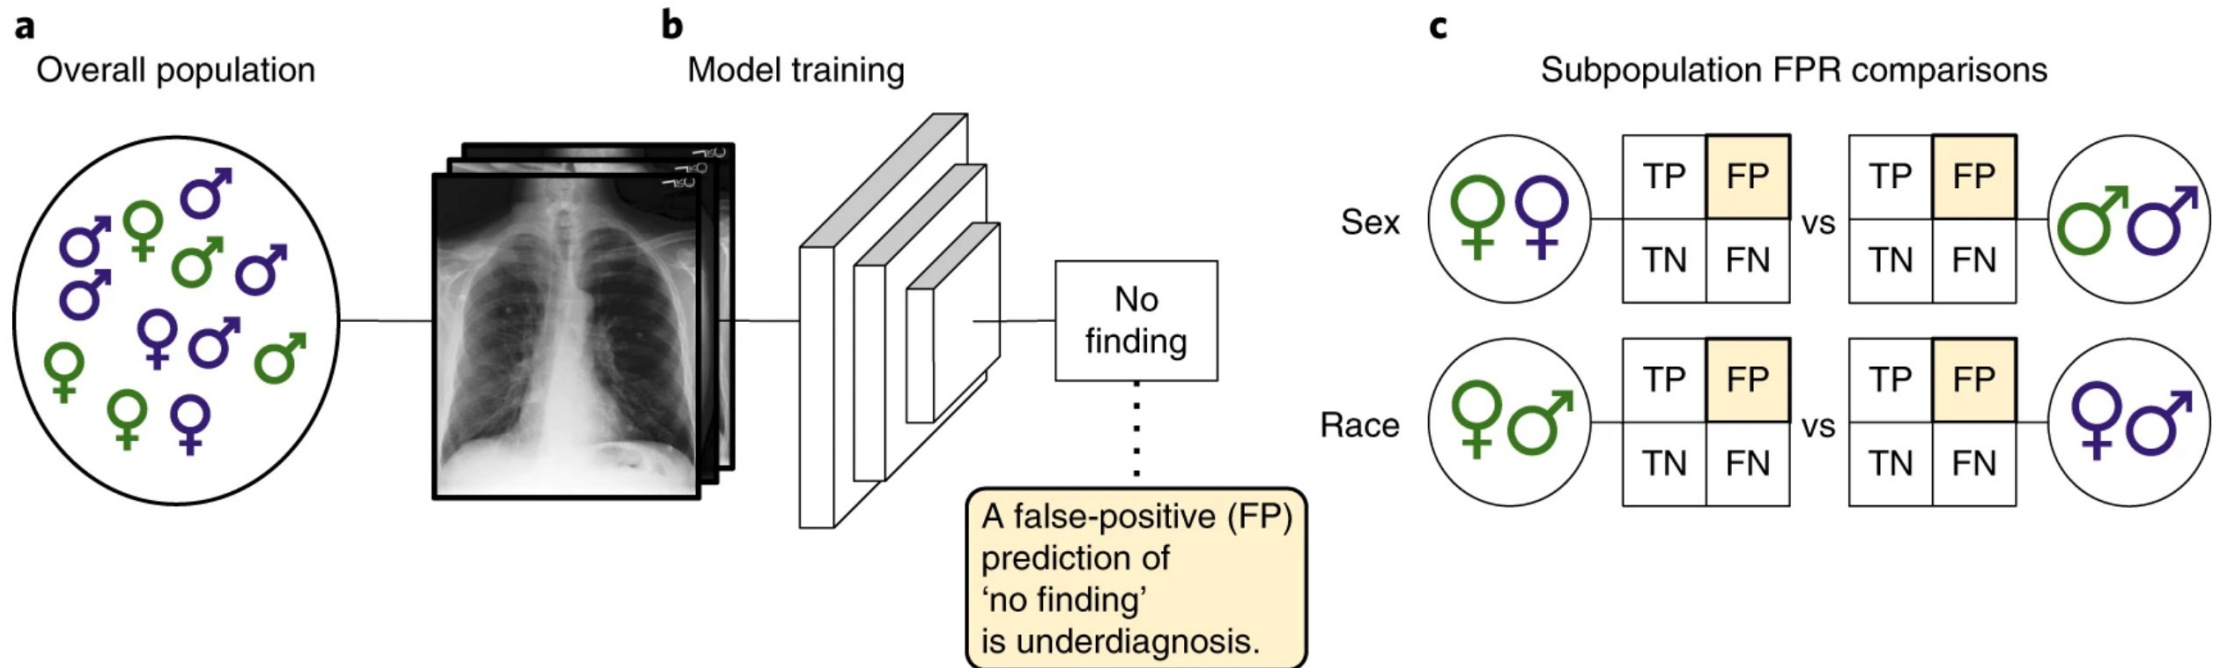 a
Overall population
b
Model training
No
finding
A false-positive (FP)
prediction of
‘no finding’
is underdiagnosis.
c
Subpopulation FPR comparisons
Sex
TP FP
TN FN
vs
TP FP
TN FN
Race
TP FP
TN FN
vs
TP FP
TN FN